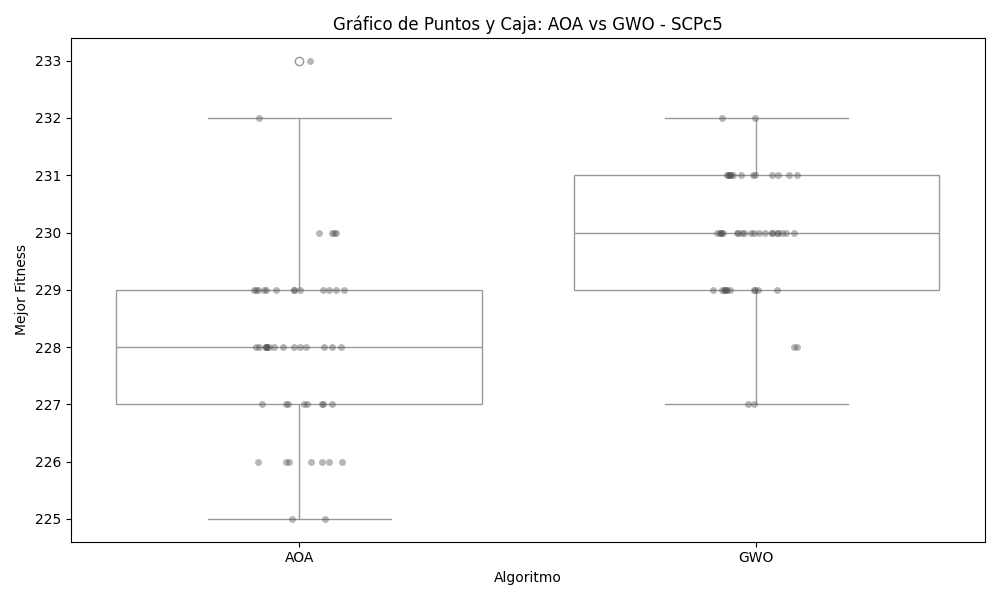 Gráfico de Puntos y Caja: AOA vs GWO - SCPc5
Mejor Fitness
233
232
231
230
229
228
227
226
225
AOA
GWO
Algoritmo